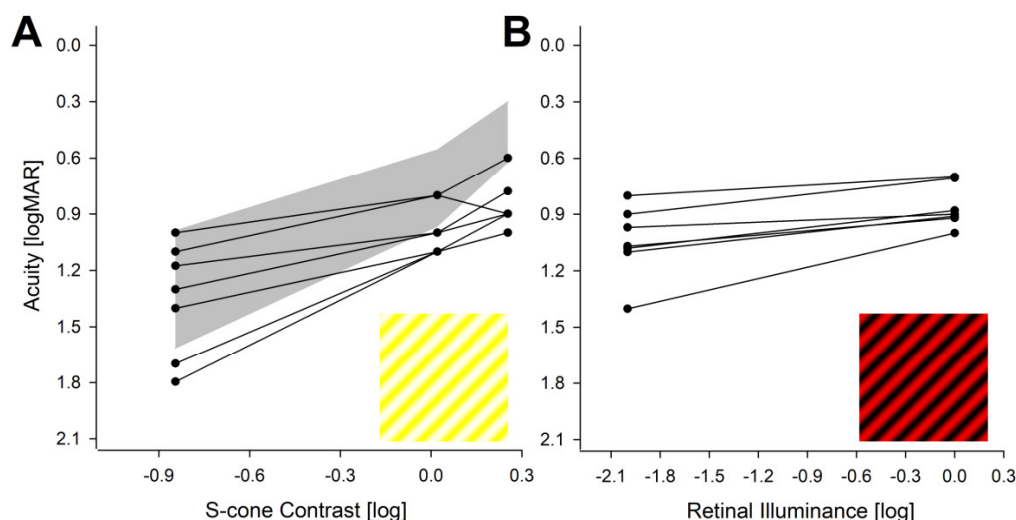 A
B
Acuity [logMAR]
0.0
0.3
0.6
0.9
1.2
1.5
1.8
2.1
-0.9 -0.6 -0.3 0.0 0.3
S-cone Contrast [log]
0.0
0.3
0.6
0.9
1.2
1.5
1.8
2.1
-2.1 -1.8 -1.5 -1.2 -0.9 -0.6 -0.3 0.0 0.3
Retinal Illuminance [log]